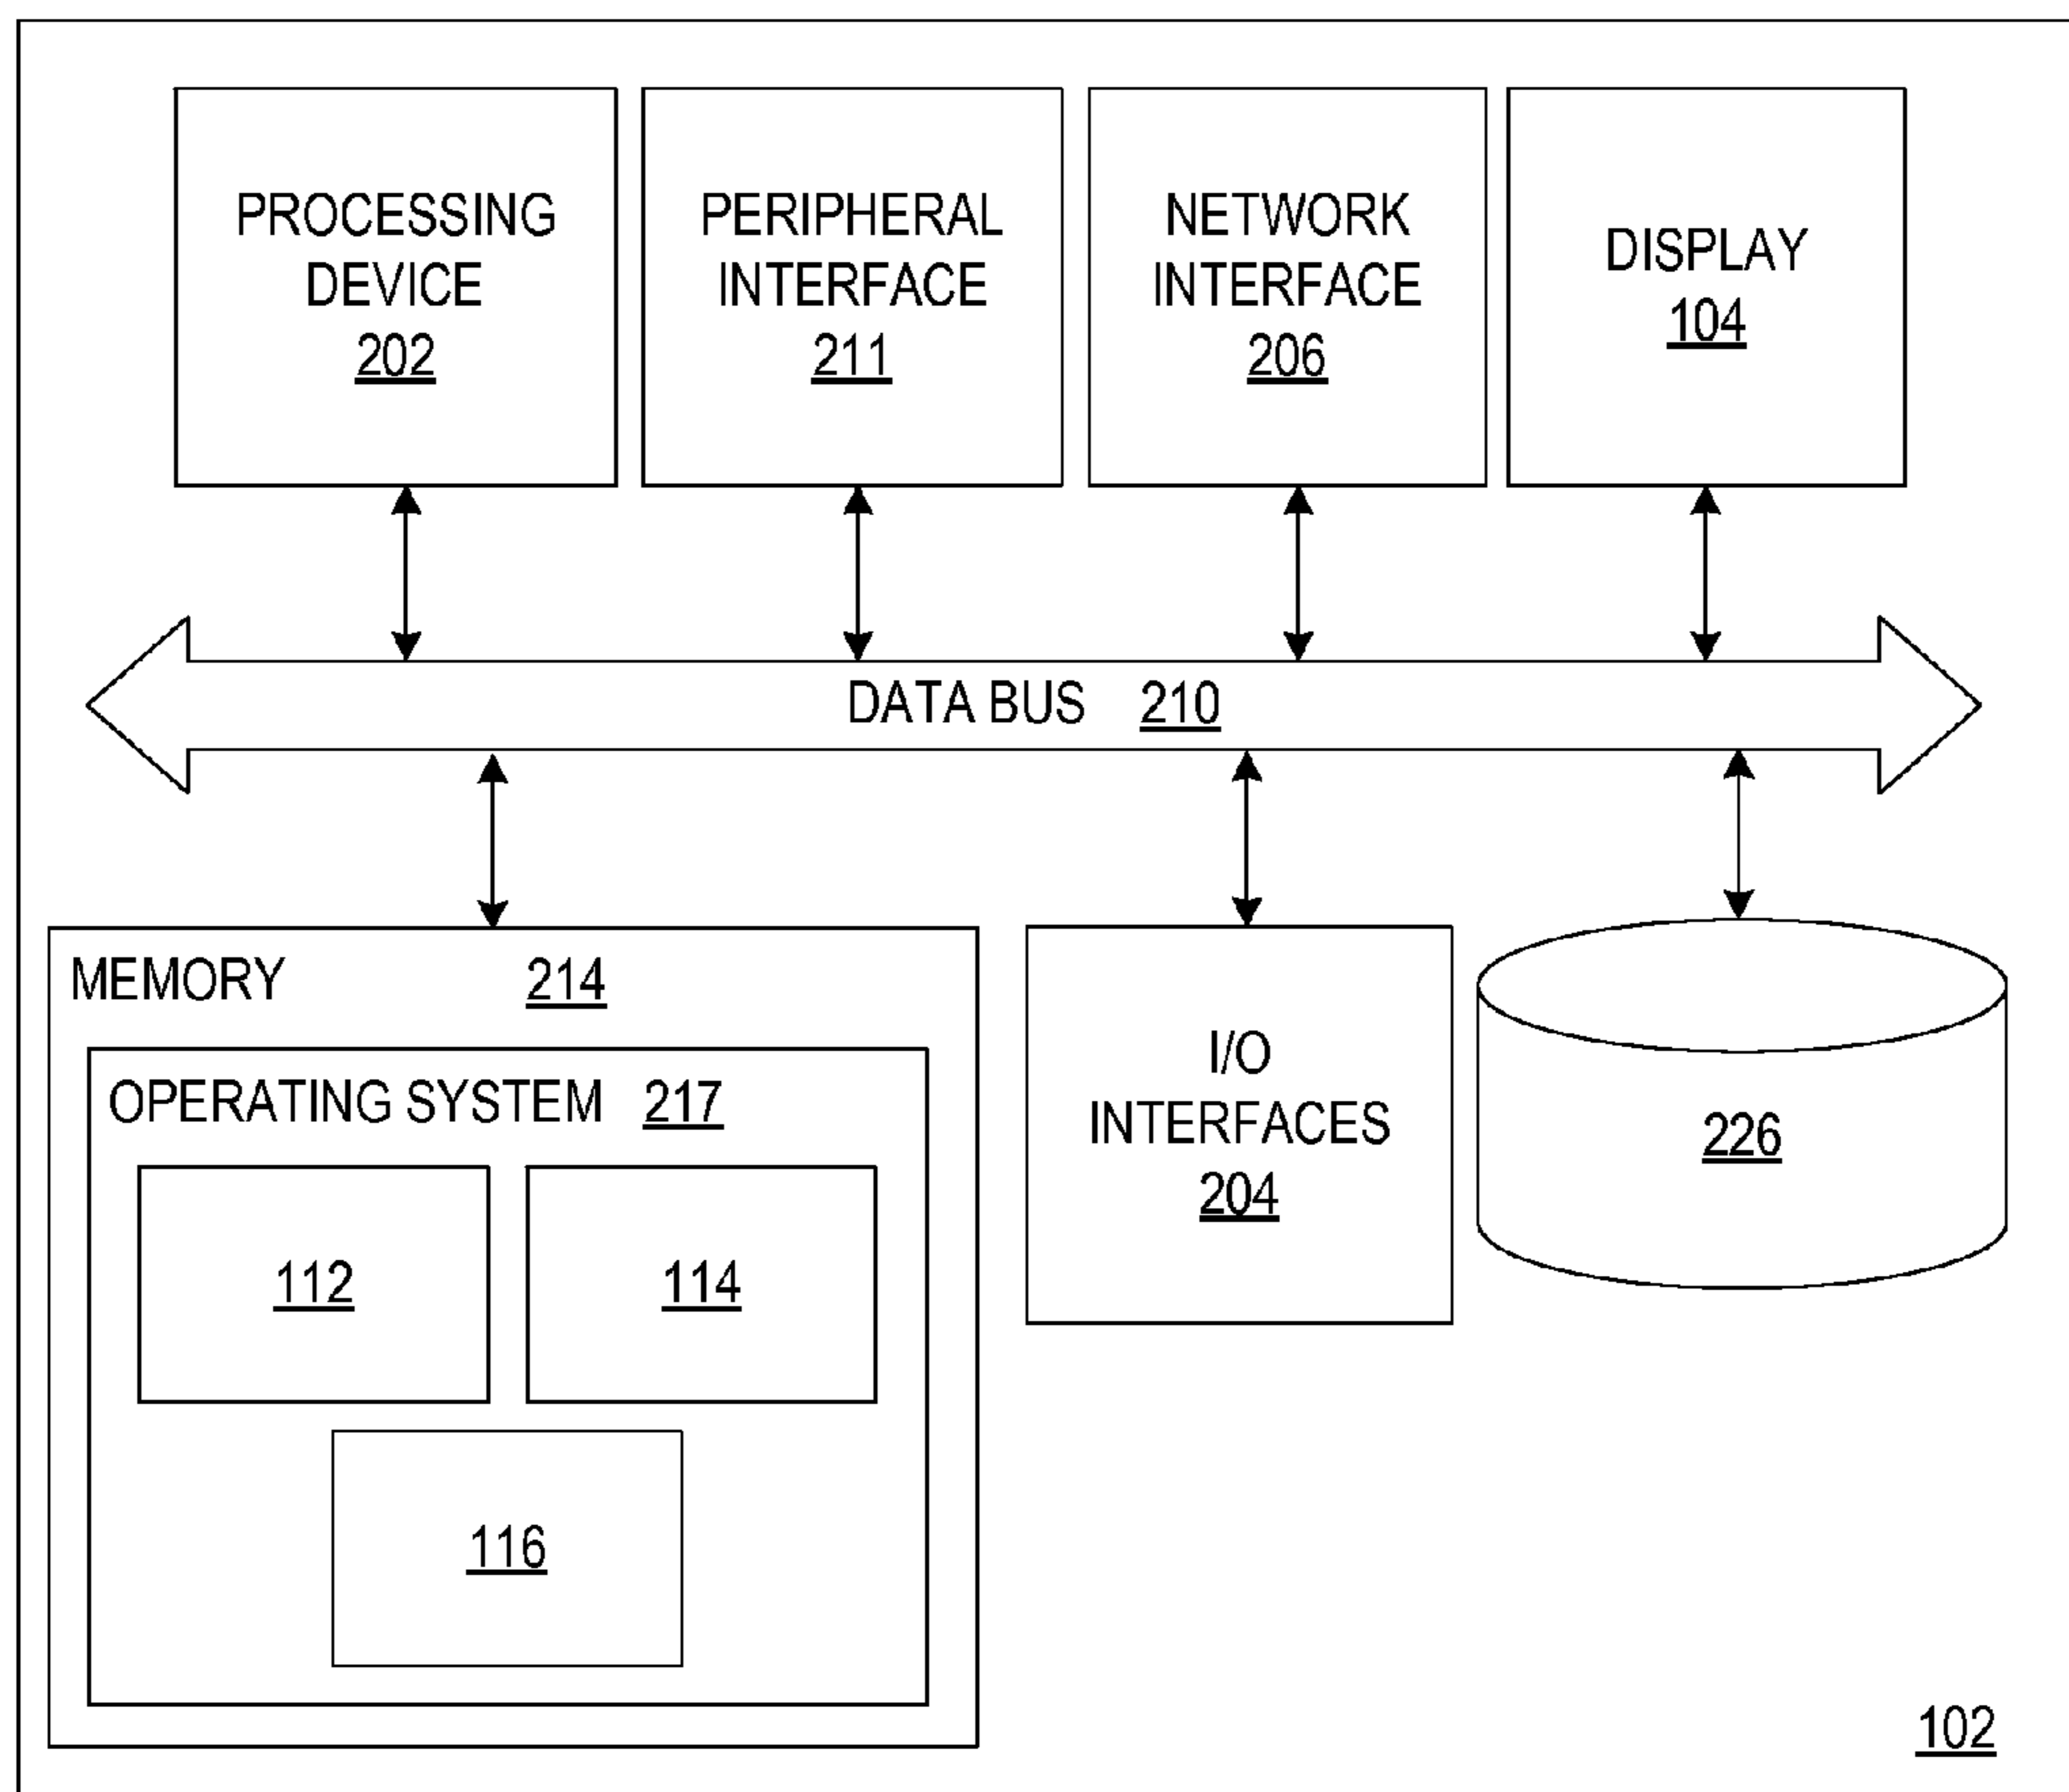 PROCESSING
DEVICE
202
PERIPHERAL
INTERFACE
211
NETWORK
INTERFACE
206
DISPLAY
104
DATA BUS 210
MEMORY 214
OPERATING SYSTEM 217
112
114
116
I/O
INTERFACES
204
226
102